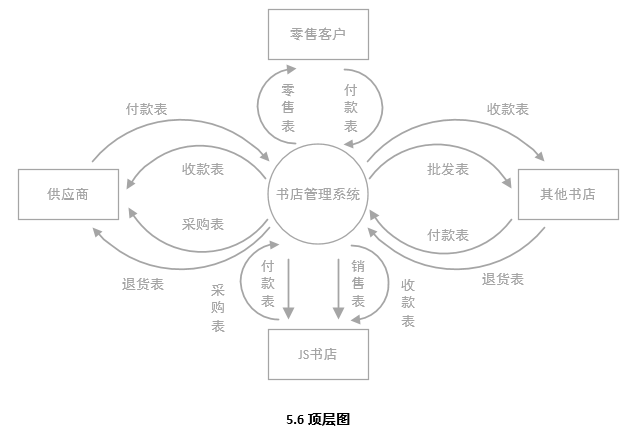 零售客户
零售表
付款表
付款表
收款表
收款表
批发表
供应商
书店管理系统
其他书店
采购表
付款表
退货表
退货表
采购表
付款表
销售表
收款表
JS书店
5.6 顶层图